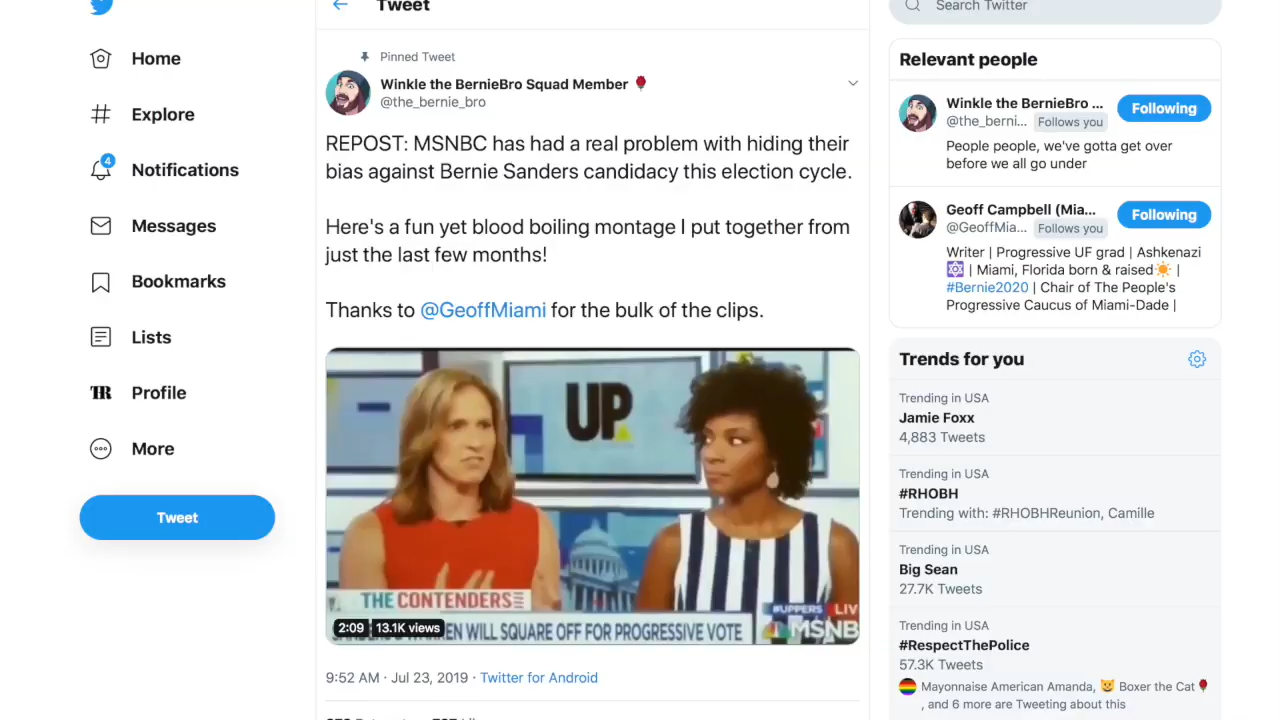 Tweet
Search Twitter
Home
Explore
4
Notifications
Messages
Bookmarks
Lists
TR
Profile
More
Tweet
Pinned Tweet
Winkle the BernieBro Squad Member
@the_bernie_bro
REPOST: MSNBC has had a real problem with hiding their
bias against Bernie Sanders candidacy this election cycle.
Here's a fun yet blood boiling montage I put together from
just the last few months!
Thanks to @GeoffMiami for the bulk of the clips.
UP
THE CONTENDERS
#UPPERS LIV
2:09 13.1K views
EN WILL SQUARE OFF FOR PROGRESSIVE VOTE
MSNB
9:52 AM · Jul 23, 2019 · Twitter for Android
Relevant people
Winkle the BernieBro ...
Following
@the_berni... Follows you
People people, we've gotta get over
before we all go under
Geoff Campbell (Mia...
Following
@GeoffMia... Follows you
Writer | Progressive UF grad | Ashkenazi
| Miami, Florida born & raised |
#Bernie2020 | Chair of The People's
Progressive Caucus of Miami-Dade |
Trends for you
Trending in USA
Jamie Foxx
4,883 Tweets
Trending in USA
#RHOBH
Trending with: #RHOBHReunion, Camille
Trending in USA
Big Sean
27.7K Tweets
Trending in USA
#RespectThePolice
57.3K Tweets
Mayonnaise American Amanda, Boxer the Cat
, and 6 more are Tweeting about this